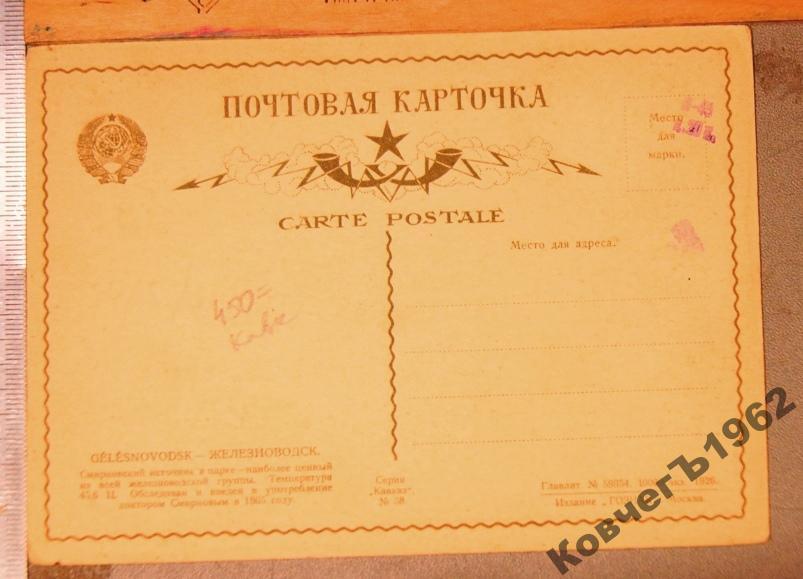 ПОЧТОВАЯ КАРТОЧКА
Место
для
марки.
CARTE POSTALE
Место для адреса.
450=
GÉLÉSNOVODSK — ЖЕЛЕЗНОВОДСК.
Смирновский источник в парке—наиболее ценный
из всей железноводской группы. Температура
Ц. Обследован и введен в употребление
доктором Смирновым в 1865 году.
Серия
„Кавказ"
№ 38
Главлит № 1926.
Издание Москва.
КовчегЪ1962